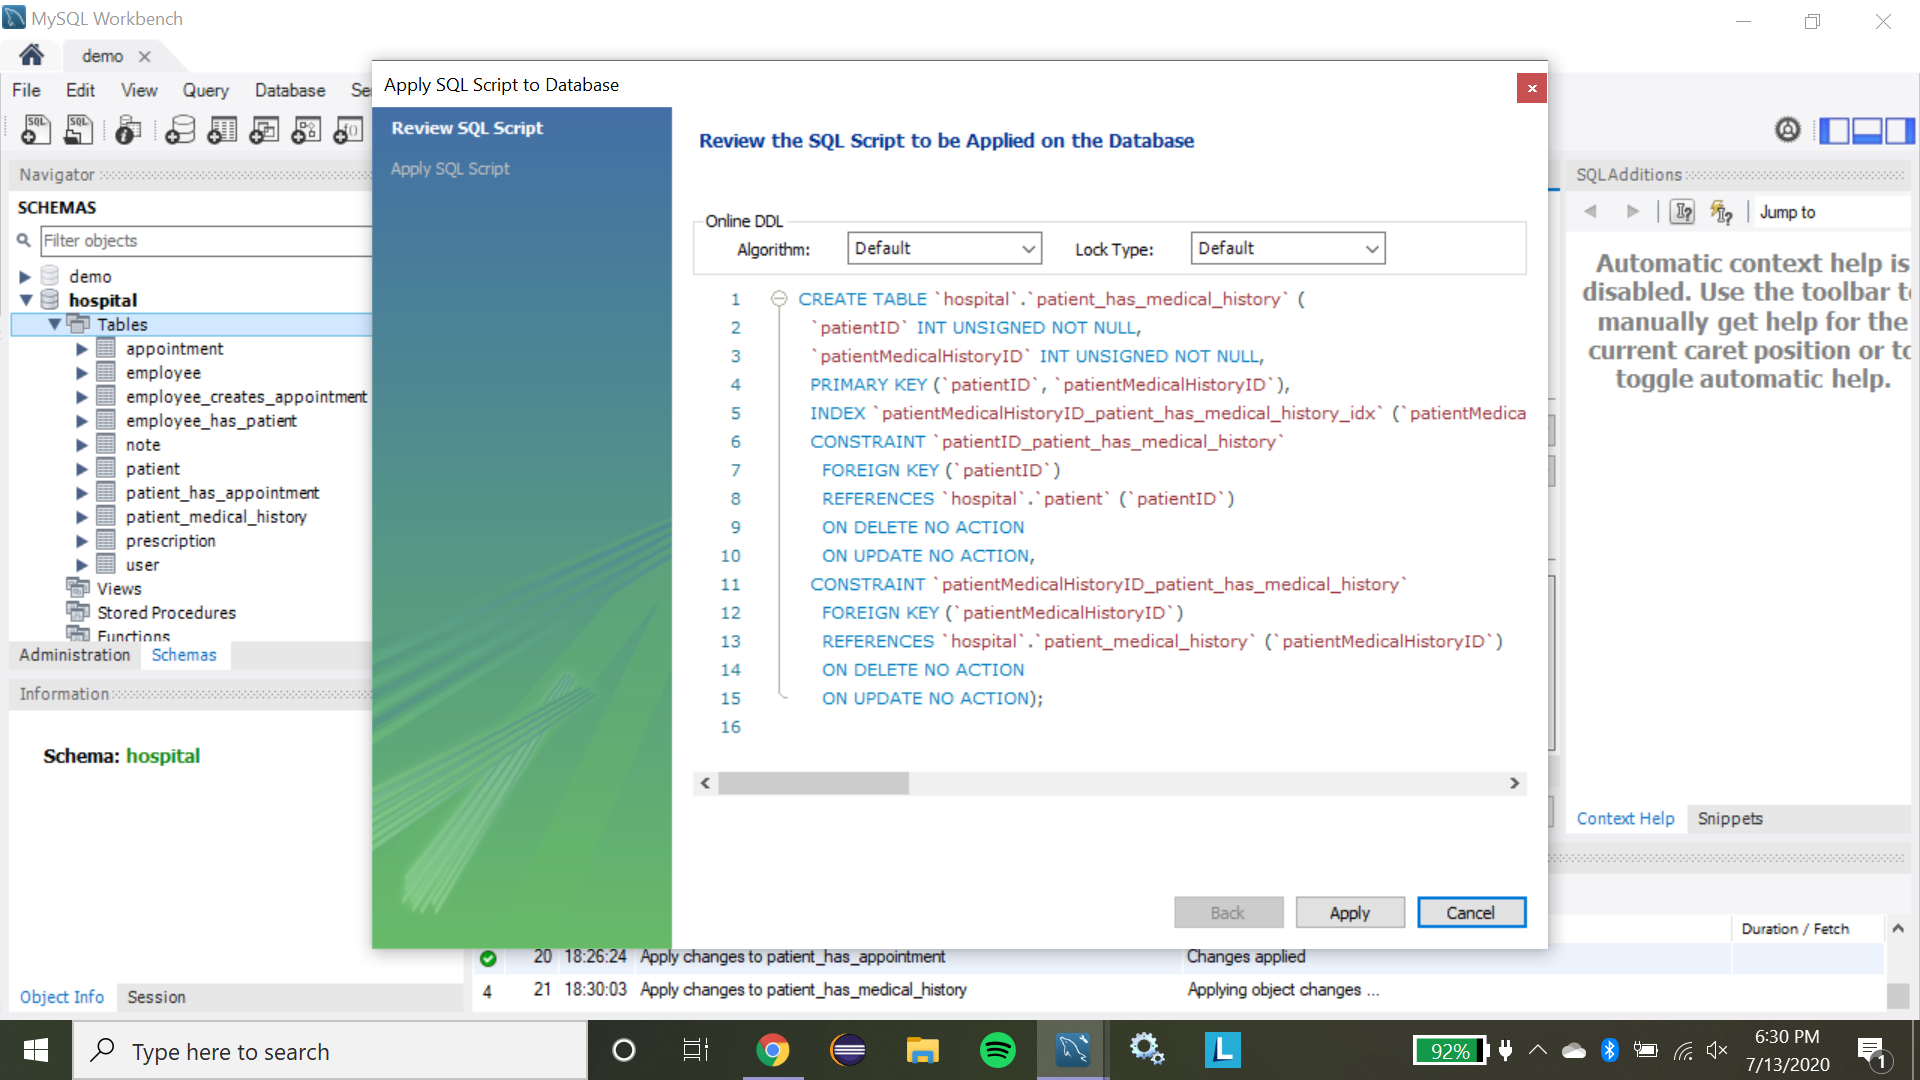 MySQL Workbench
demo
File Edit View Query Database Se
Apply SQL Script to Database
Review SQL Script
Apply SQL Script
Review the SQL Script to be Applied on the Database
Navigator
SCHEMAS
Filter objects
demo
hospital
Tables
appointment
employee
employee_creates_appointment
employee_has_patient
note
patient
patient_has_appointment
patient_medical_history
prescription
user
Views
Stored Procedures
Functions
Administration Schemas
Information
Schema: hospital
Object Info Session
Online DDL
Algorithm: Default Lock Type: Default
1 CREATE TABLE `hospital`.`patient_has_medical_history` (
2 `patientID` INT UNSIGNED NOT NULL,
3 `patientMedicalHistoryID` INT UNSIGNED NOT NULL,
4 PRIMARY KEY (`patientID`, `patientMedicalHistoryID`),
5 INDEX `patientMedicalHistoryID_patient_has_medical_history_idx` (`patientMedica
6 CONSTRAINT `patientID_patient_has_medical_history`
7 FOREIGN KEY (`patientID`)
8 REFERENCES `hospital`.`patient` (`patientID`)
9 ON DELETE NO ACTION
10 ON UPDATE NO ACTION,
11 CONSTRAINT `patientMedicalHistoryID_patient_has_medical_history`
12 FOREIGN KEY (`patientMedicalHistoryID`)
13 REFERENCES `hospital`.`patient_medical_history` (`patientMedicalHistoryID`)
14 ON DELETE NO ACTION
15 ON UPDATE NO ACTION);
16
Back Apply Cancel
SQLAdditions
Jump to
Automatic context help is
disabled. Use the toolbar t
manually get help for the
current caret position or to
toggle automatic help.
Context Help Snippets
Duration / Fetch
20 18:26:24 Apply changes to patient_has_appointment Changes applied
4 21 18:30:03 Apply changes to patient_has_medical_history Applying object changes ...
Type here to search
L
92%
6:30 PM
7/13/2020
1